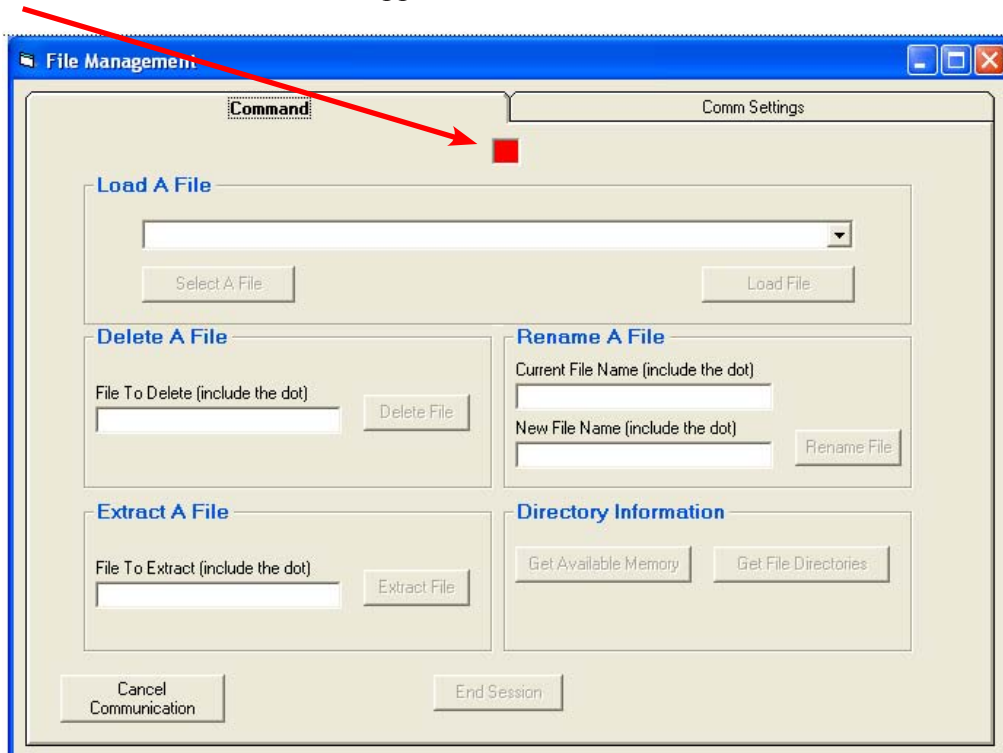 File Management
Command
Comm Settings
Load A File
Select A File
Load File
Delete A File
File To Delete (include the dot)
Delete File
Rename A File
Current File Name (include the dot)
New File Name (include the dot)
Rename File
Extract A File
File To Extract (include the dot)
Extract File
Directory Information
Get Available Memory
Get File Directories
Cancel
Communication
End Session